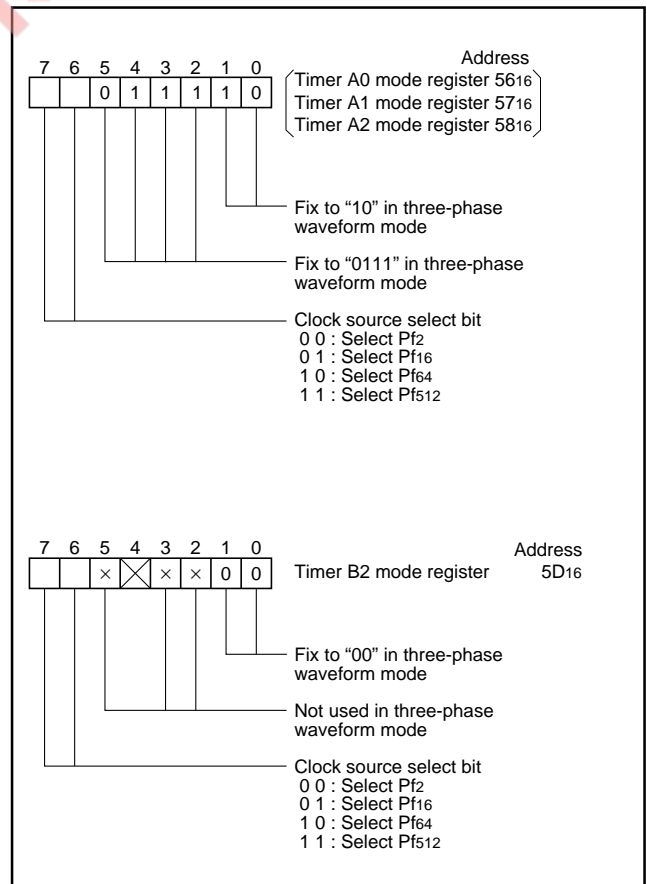 Address
7 6 5 4 3 2 1 0
0 1 1 1 1 0
Timer A0 mode register 5616
Timer A1 mode register 5716
Timer A2 mode register 5816
Fix to “10” in three-phase
waveform mode
Fix to “0111” in three-phase
waveform mode
Clock source select bit
0 0 : Select Pf2
0 1 : Select Pf16
1 0 : Select Pf64
1 1 : Select Pf512
7 6 5 4 3 2 1 0
Address
× × × 0 0
Timer B2 mode register 5D16
Fix to “00” in three-phase
waveform mode
Not used in three-phase
waveform mode
Clock source select bit
0 0 : Select Pf2
0 1 : Select Pf16
1 0 : Select Pf64
1 1 : Select Pf512